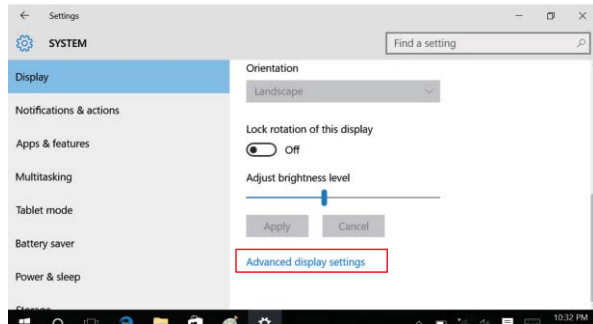 Settings
SYSTEM
Find a setting
Display
Notifications & actions
Apps & features
Multitasking
Tablet mode
Battery saver
Power & sleep
Storage
Orientation
Landscape
Lock rotation of this display
Off
Adjust brightness level
Apply Cancel
Advanced display settings
10:32 PM